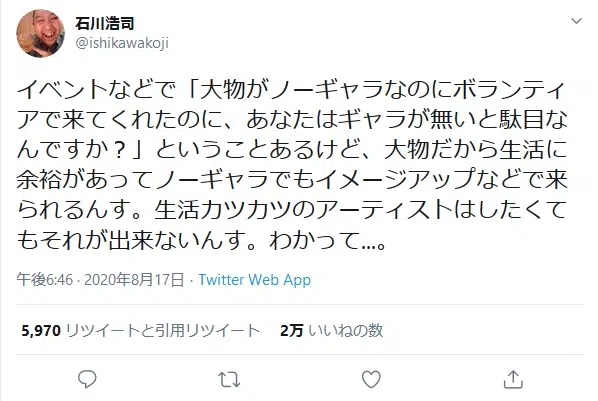 石川浩司
@ishikawakoji
イベントなどで「大物がノーギャラなのにボランティ
アで来てくれたのに、あなたはギャラが無いと駄目な
んですか？」ということあるけど、大物だから生活に
余裕があってノーギャラでもイメージアップなどで来
られるんす。生活カツカツのアーティストはしたくて
もそれが出来ないんす。わかって...。
午後6:46 · 2020年8月17日 · Twitter Web App
5,970 リツイートと引用リツイート 2万 いいねの数